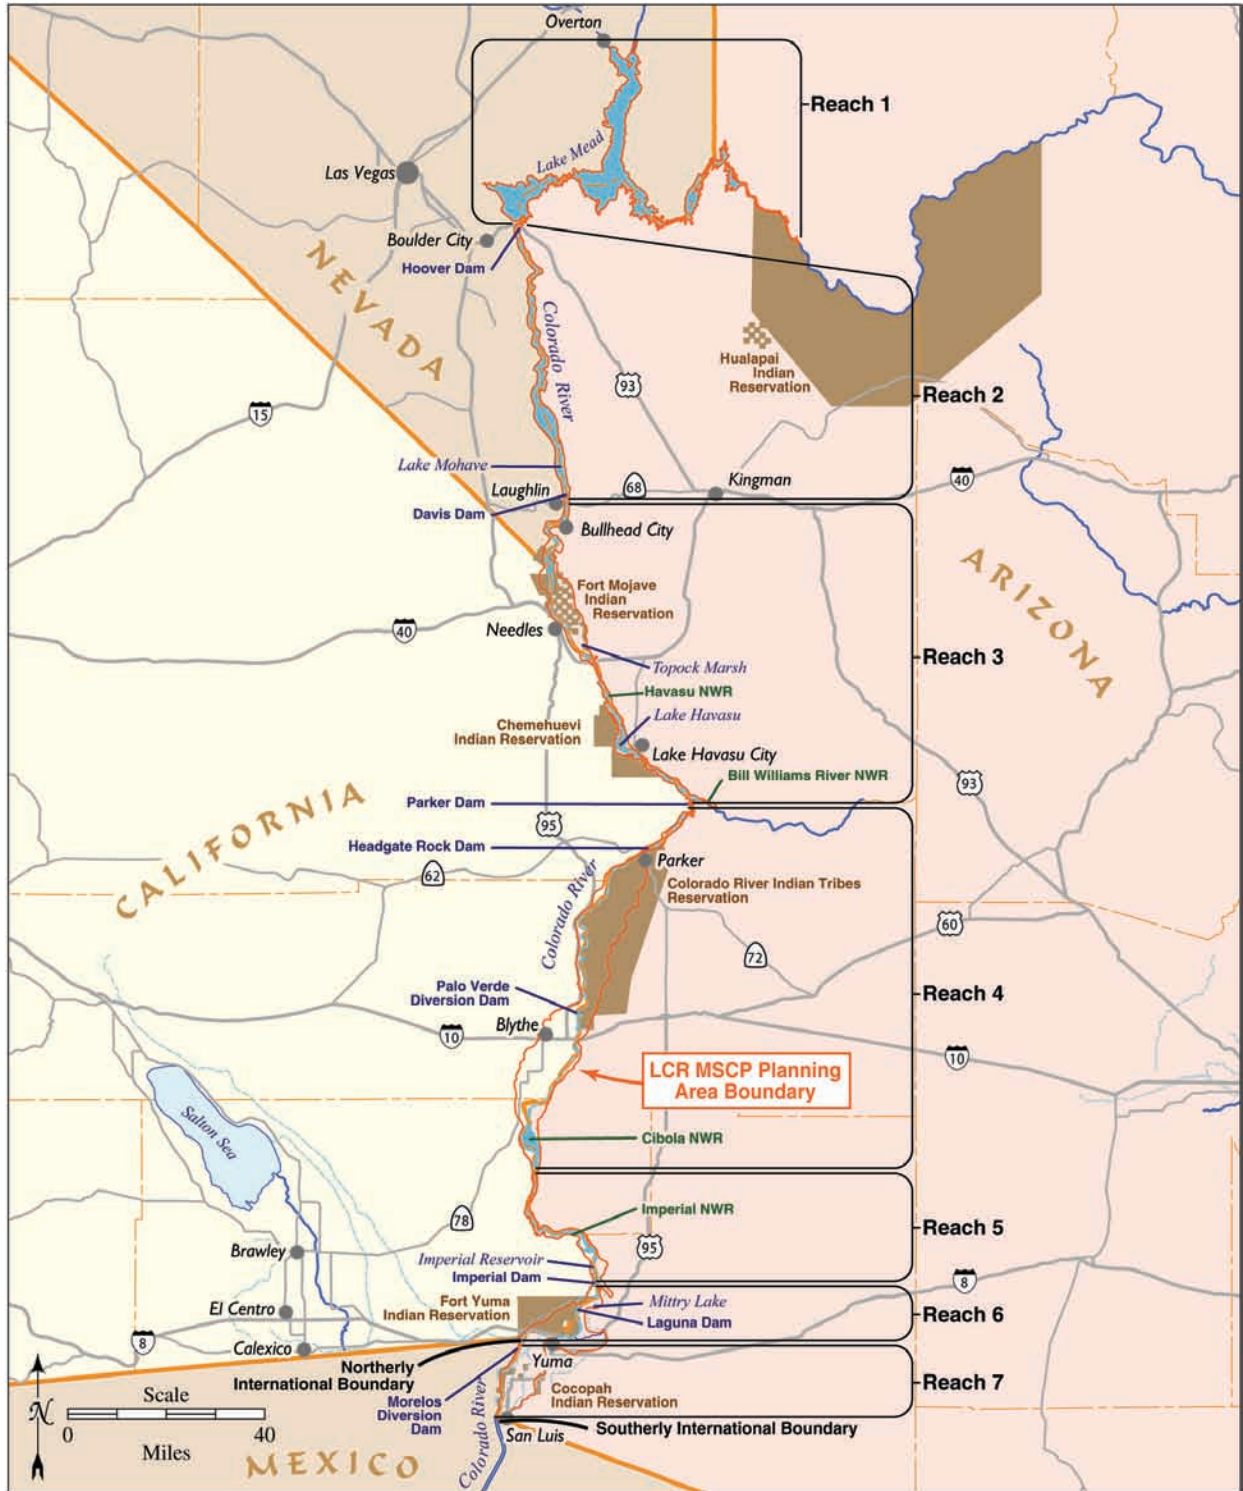 Overton
Reach 1
Lake Mead
Las Vegas
Boulder City
Hoover Dam
NEVADA
Colorado River
Hualapai
Indian
Reservation
93
Reach 2
15
Lake Mohave
Laughlin
68
Kingman
40
Davis Dam
Bullhead City
ARIZONA
Fort Mojave
Indian
Reservation
40
Needles
Reach 3
Topock Marsh
Havasu NWR
Chemehuevi
Indian Reservation
Lake Havasu
Lake Havasu City
Bill Williams River NWR
93
CALIFORNIA
Parker Dam
95
Headgate Rock Dam
Parker
62
Colorado River
Colorado River Indian Tribes
Reservation
60
72
Palo Verde
Diversion Dam
Reach 4
Blythe
10
10
LCR MSCP Planning
Area Boundary
Salton Sea
Cibola NWR
78
Imperial NWR
Reach 5
95
Brawley
Imperial Reservoir
Imperial Dam
8
El Centro
Fort Yuma
Indian Reservation
Mittry Lake
Laguna Dam
Reach 6
8
Calexico
Northerly
International Boundary
Yuma
Reach 7
Morelos
Diversion
Dam
Cocopah
Indian Reservation
N
Scale
0
40
Miles
Colorado River
San Luis
Southerly International Boundary
MEXICO